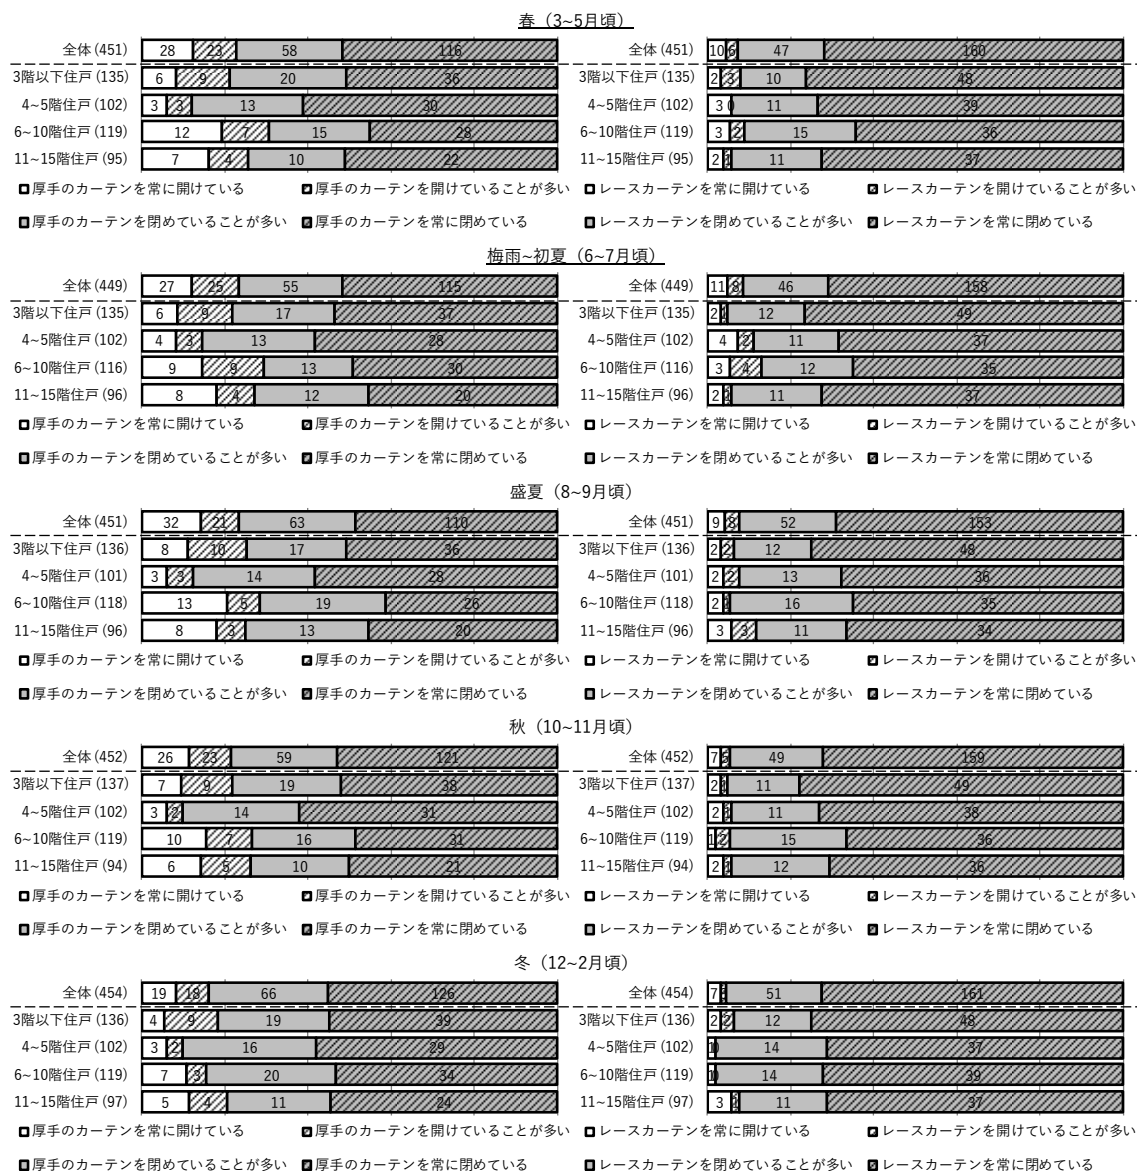 春（3~5月頃）
全体 (451) 28 23 58 116
3階以下住戸 (135) 6 9 20 36
4~5階住戸 (102) 3 3 13 30
6~10階住戸 (119) 12 7 15 28
11~15階住戸 (95) 7 4 10 22
厚手のカーテンを常に開けている 厚手のカーテンを開けていることが多い
厚手のカーテンを閉めていることが多い 厚手のカーテンを常に閉めている
全体 (451) 10 6 47 160
3階以下住戸 (135) 2 3 10 48
4~5階住戸 (102) 3 0 11 39
6~10階住戸 (119) 3 2 15 36
11~15階住戸 (95) 2 1 11 37
レースカーテンを常に開けている レースカーテンを開けていることが多い
レースカーテンを閉めていることが多い レースカーテンを常に閉めている
梅雨~初夏（6~7月頃）
全体 (449) 27 25 55 115
3階以下住戸 (135) 6 9 17 37
4~5階住戸 (102) 4 3 13 28
6~10階住戸 (116) 9 9 13 30
11~15階住戸 (96) 8 4 12 20
厚手のカーテンを常に開けている 厚手のカーテンを開けていることが多い
厚手のカーテンを閉めていることが多い 厚手のカーテンを常に閉めている
全体 (449) 11 8 46 158
3階以下住戸 (135) 2 12 49
4~5階住戸 (102) 4 2 11 37
6~10階住戸 (116) 3 4 12 35
11~15階住戸 (96) 2 1 11 37
レースカーテンを常に開けている レースカーテンを開けていることが多い
レースカーテンを閉めていることが多い レースカーテンを常に閉めている
盛夏（8~9月頃）
全体 (451) 32 21 63 110
3階以下住戸 (136) 8 10 17 36
4~5階住戸 (101) 3 3 14 28
6~10階住戸 (118) 13 5 19 26
11~15階住戸 (96) 8 3 13 20
厚手のカーテンを常に開けている 厚手のカーテンを開けていることが多い
厚手のカーテンを閉めていることが多い 厚手のカーテンを常に閉めている
全体 (451) 9 8 52 153
3階以下住戸 (136) 2 2 12 48
4~5階住戸 (101) 2 2 13 36
6~10階住戸 (118) 2 16 35
11~15階住戸 (96) 3 3 11 34
レースカーテンを常に開けている レースカーテンを開けていることが多い
レースカーテンを閉めていることが多い レースカーテンを常に閉めている
秋（10~11月頃）
全体 (452) 26 23 59 121
3階以下住戸 (137) 7 9 19 38
4~5階住戸 (102) 3 2 14 31
6~10階住戸 (119) 10 7 16 31
11~15階住戸 (94) 6 5 10 21
厚手のカーテンを常に開けている 厚手のカーテンを開けていることが多い
厚手のカーテンを閉めていることが多い 厚手のカーテンを常に閉めている
全体 (452) 7 5 49 159
3階以下住戸 (137) 2 1 11 49
4~5階住戸 (102) 2 1 11 38
6~10階住戸 (119) 1 2 15 36
11~15階住戸 (94) 2 1 12 36
レースカーテンを常に開けている レースカーテンを開けていることが多い
レースカーテンを閉めていることが多い レースカーテンを常に閉めている
冬（12~2月頃）
全体 (454) 19 18 66 126
3階以下住戸 (136) 4 9 19 39
4~5階住戸 (102) 3 2 16 29
6~10階住戸 (119) 7 3 20 34
11~15階住戸 (97) 5 4 11 24
厚手のカーテンを常に開けている 厚手のカーテンを開けていることが多い
厚手のカーテンを閉めていることが多い 厚手のカーテンを常に閉めている
全体 (454) 7 51 161
3階以下住戸 (136) 2 2 12 48
4~5階住戸 (102) 1 0 14 37
6~10階住戸 (119) 1 0 14 39
11~15階住戸 (97) 3 11 37
レースカーテンを常に開けている レースカーテンを開けていることが多い
レースカーテンを閉めていることが多い レースカーテンを常に閉めている